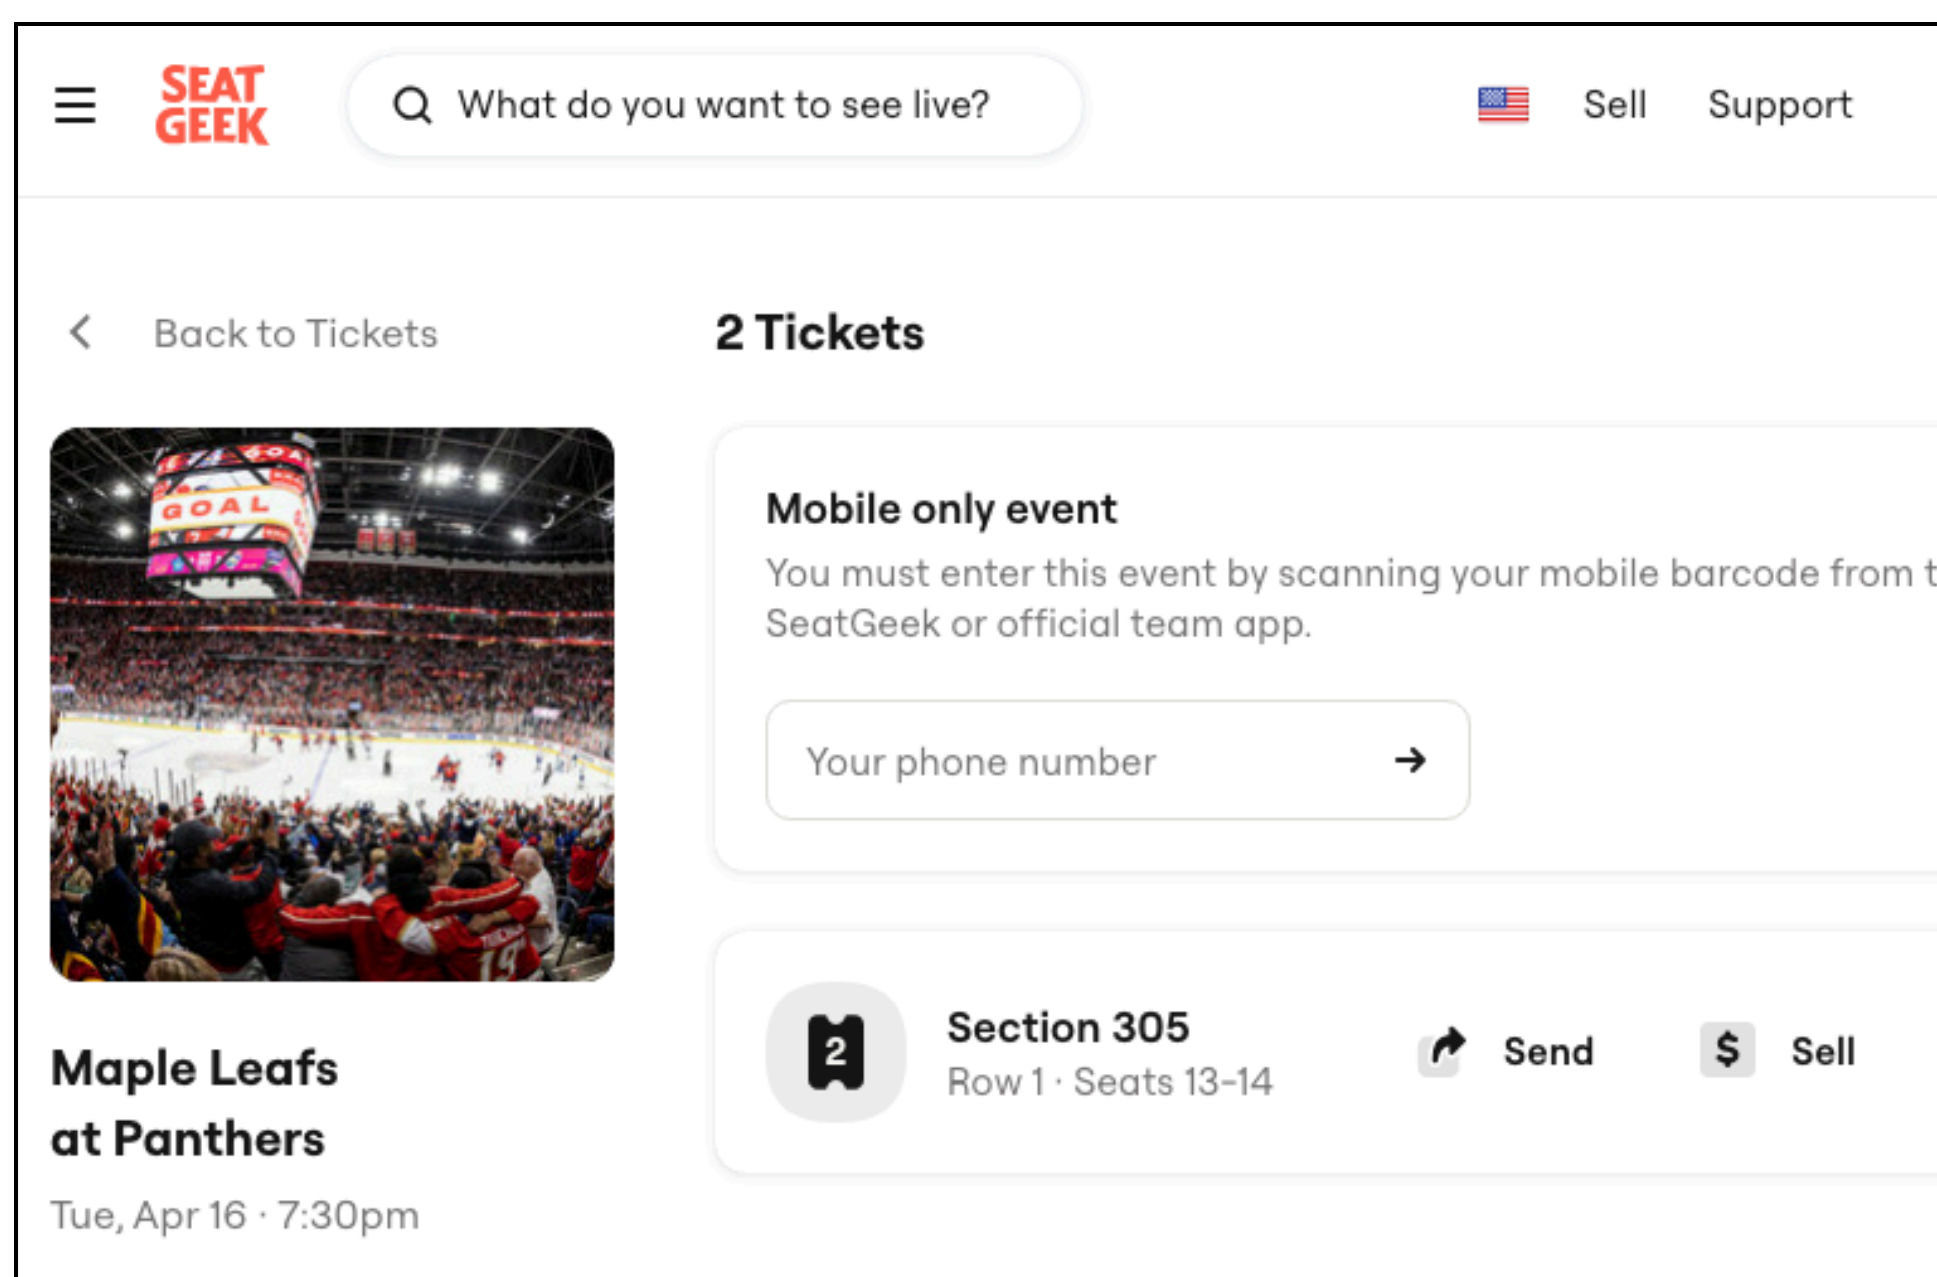 SEAT
GEEK
What do you want to see live?
Sell
Support
Back to Tickets
GOAL
19
Maple Leafs
at Panthers
Tue, Apr 16 · 7:30pm
2 Tickets
Mobile only event
You must enter this event by scanning your mobile barcode from
SeatGeek or official team app.
Your phone number
2
Section 305
Row 1 · Seats 13-14
Send
$
Sell